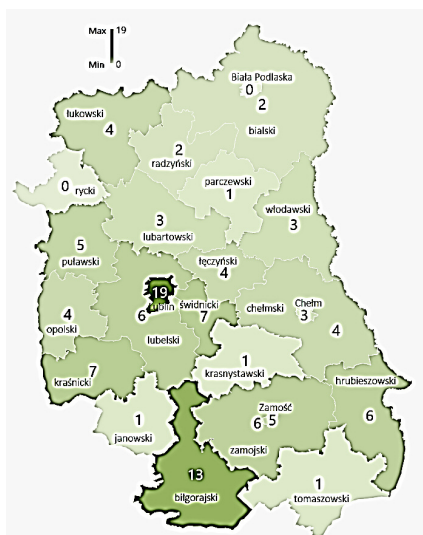 Max 19
Min 0
Biała Podlaska
0
2
bialski
łukowski
4
2
radzyński
parczewski
1
0 rycki
włodawski
3
3
lubartowski
5
puławski
łęczyński
4
19
6 świdnicki
7
lubelski
chełmski
Chełm
3
4
4
opolski
1
krasnystawski
7
kraśnicki
hrubieszowski
6
Zamość
6 5
zamojski
1
janowski
13
biłgorajski
1
tomaszowski